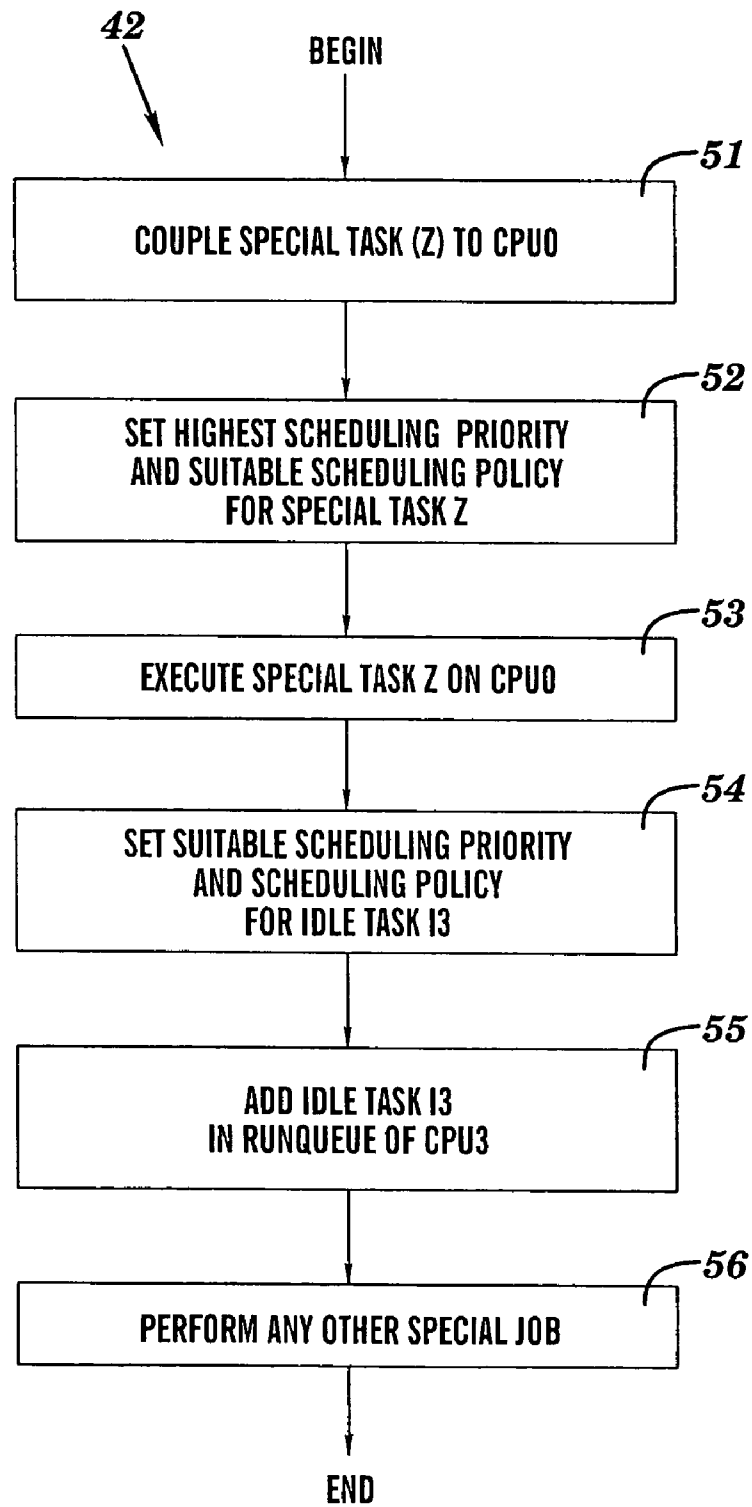 42
BEGIN
51
COUPLE SPECIAL TASK (Z) TO CPU0
52
SET HIGHEST SCHEDULING PRIORITY
AND SUITABLE SCHEDULING POLICY
FOR SPECIAL TASK Z
53
EXECUTE SPECIAL TASK Z ON CPU0
54
SET SUITABLE SCHEDULING PRIORITY
AND SCHEDULING POLICY
FOR IDLE TASK I3
55
ADD IDLE TASK I3
IN RUNQUEUE OF CPU3
56
PERFORM ANY OTHER SPECIAL JOB
END